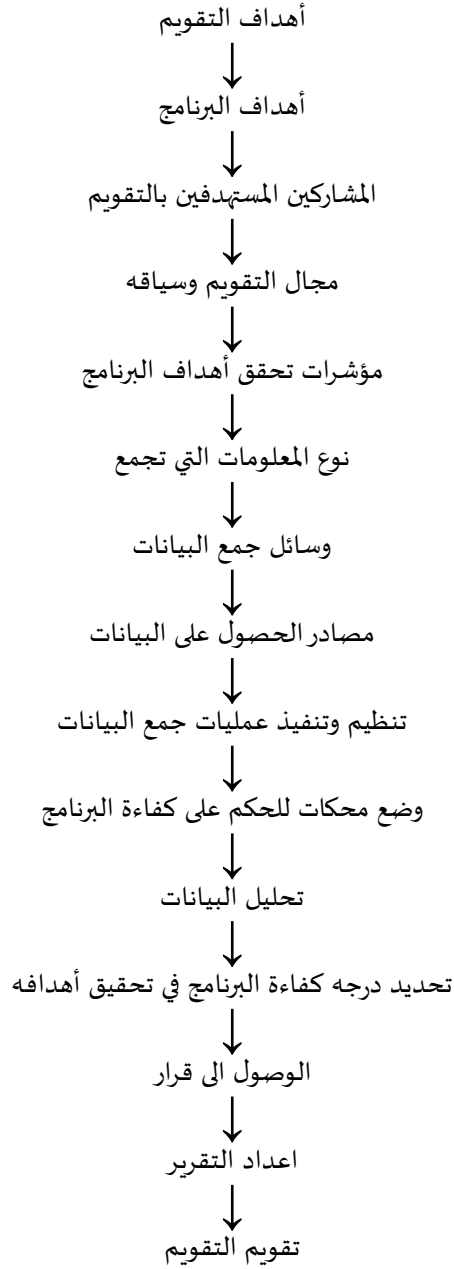 أهداف التقويم
أهداف البرنامج
المشاركين المستهدفين بالتقويم
مجال التقويم وسياقه
مؤشرات تحقق أهداف البرنامج
نوع المعلومات التي تجمع
وسائل جمع البيانات
مصادر الحصول على البيانات
تنظيم وتنفيذ عمليات جمع البيانات
وضع محكات للحكم على كفاءة البرنامج
تحليل البيانات
تحديد درجه كفاءة البرنامج في تحقيق أهدافه
الوصول الى قرار
اعداد التقرير
تقويم التقويم